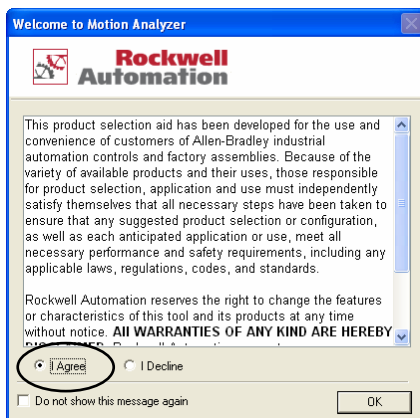 Welcome to Motion Analyzer
Rockwell
Automation
This product selection aid has been developed for the use and
convenience of customers of Allen-Bradley industrial
automation controls and factory assemblies. Because of the
variety of available products and their uses, those responsible
for product selection, application and use must independently
satisfy themselves that all necessary steps have been taken to
ensure that any suggested product selection or configuration,
as well as each anticipated application or use, meet all
necessary performance and safety requirements, including any
applicable laws, regulations, codes, and standards.
Rockwell Automation reserves the right to change the features
or characteristics of this tool and its products at any time
without notice. All WARRANTIES OF ANY KIND ARE HEREBY
I Agree
I Decline
Do not show this message again
OK